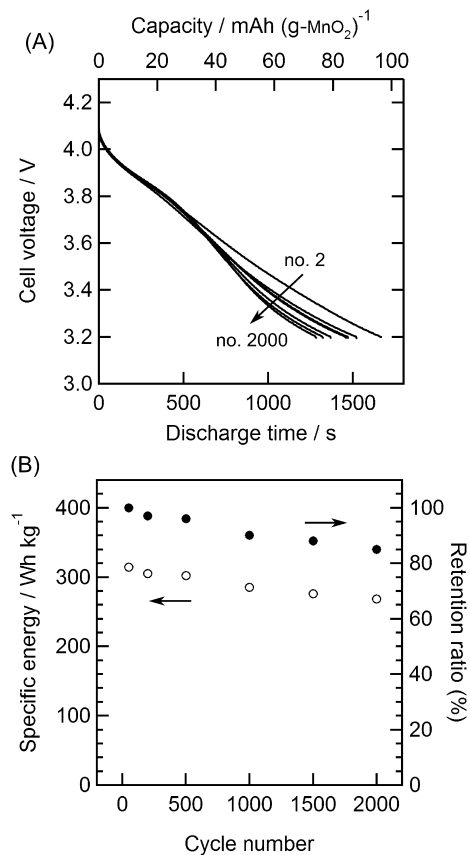 (A)
Capacity / mAh (g-MnO₂)⁻¹
0 20 40 60 80 100
4.2
4.0
3.8
3.6
3.4
3.2
3.0
Cell voltage / V
no. 2
no. 2000
0 500 1000 1500
Discharge time / s
(B)
400
300
200
100
0
Specific energy / Wh kg⁻¹
100
80
60
40
20
0
Retention ratio (%)
0 500 1000 1500 2000
Cycle number